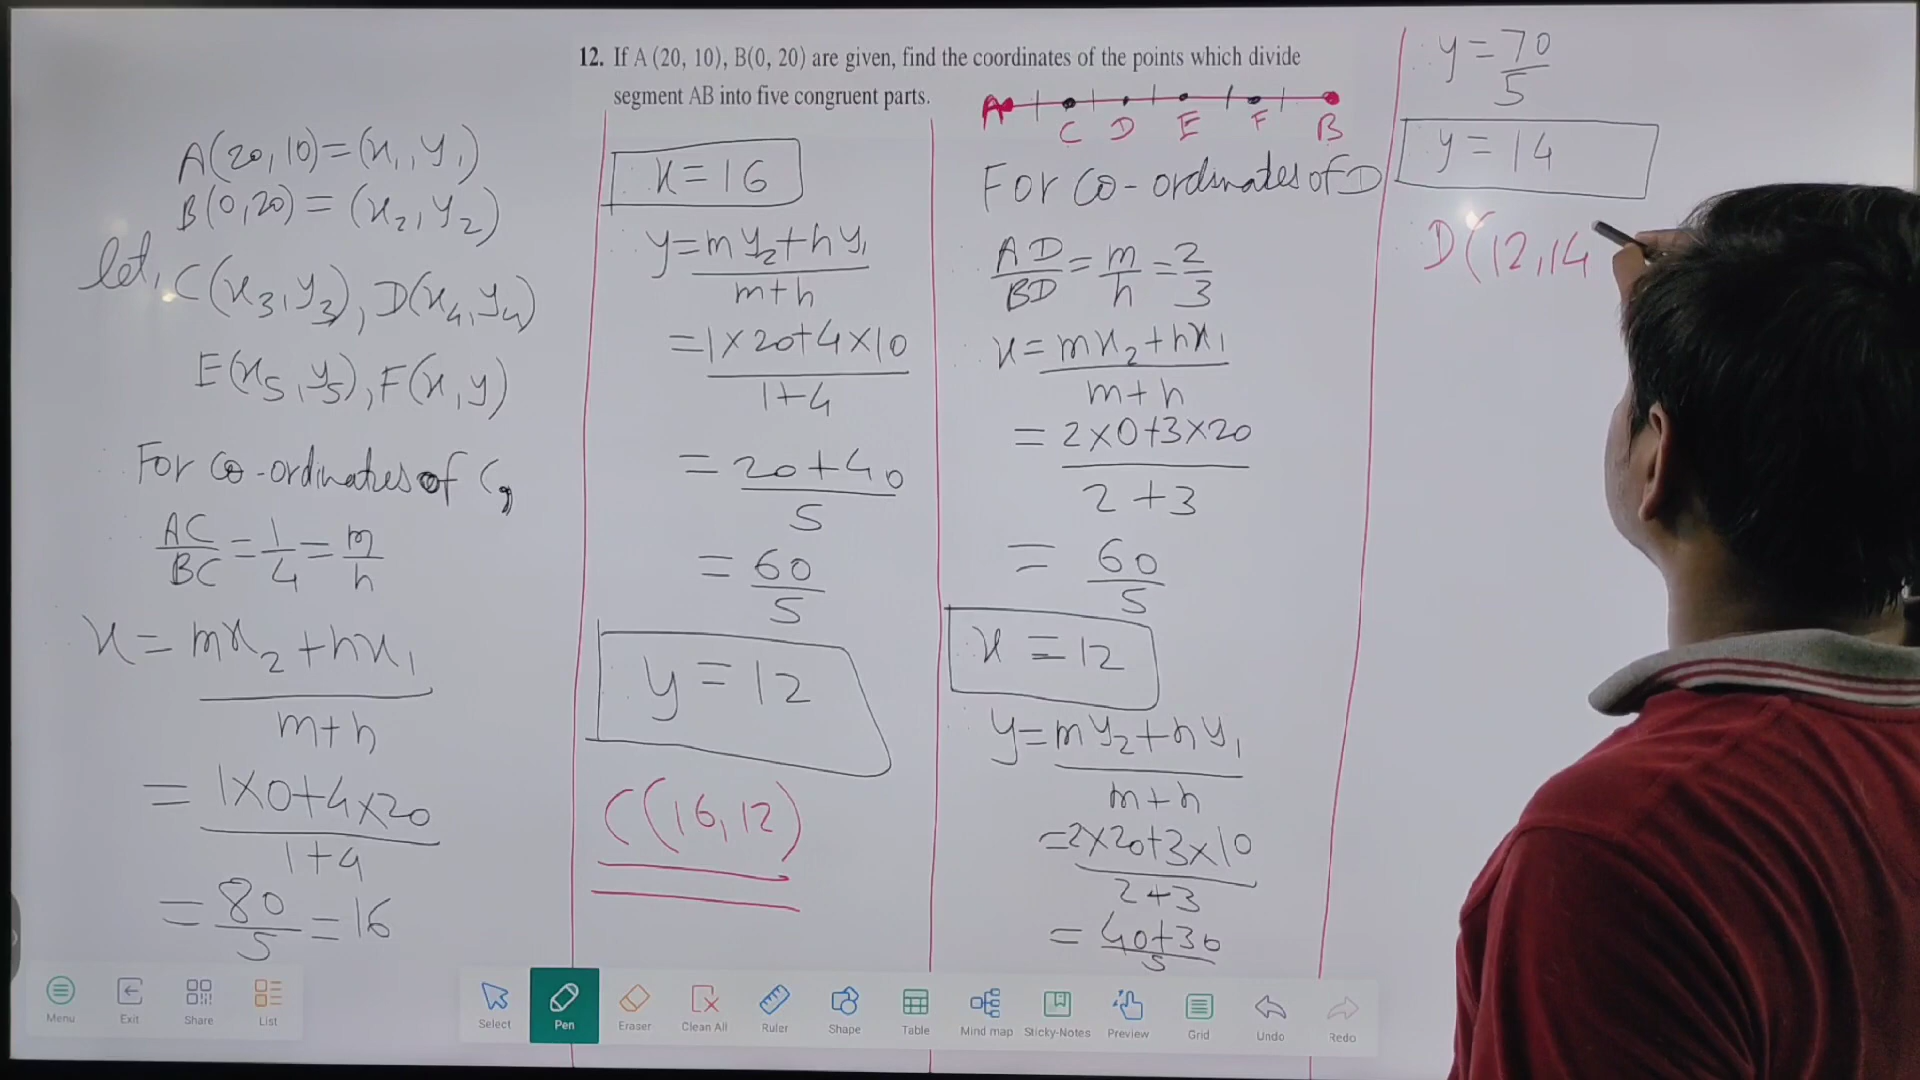 12. If A (20, 10), B(0, 20) are given, find the coordinates of the points which divide
segment AB into five congruent parts.
A C D E F B
A(20,10)=(x₁,y₁)
B(0,20)=(x₂,y₂)
let, C(x₃,y₃), D(x₄,y₄)
E(x₅,y₅), F(x,y)
For co-ordinates of C,
AC/BC = 1/4 = m/n
x = (mx₂+nx₁)/(m+n)
= (1×0+4×20)/(1+4)
= 80/5 = 16
x=16
y=(my₂+ny₁)/(m+n)
=(1×20+4×10)/(1+4)
= (20+40)/5
= 60/5
y=12
C(16,12)
For co-ordinates of D
AD/BD = m/n = 2/3
x=(mx₂+nx₁)/(m+n)
= (2×0+3×20)/(2+3)
= 60/5
x=12
y=(my₂+ny₁)/(m+n)
=(2×20+3×10)/(2+3)
= (40+30)/5
y=70/5
y=14
D(12,14
Menu
Exit
Share
List
Select
Pen
Eraser
Clean All
Ruler
Shape
Table
Mind map
Sticky-Notes
Preview
Grid
Undo
Redo